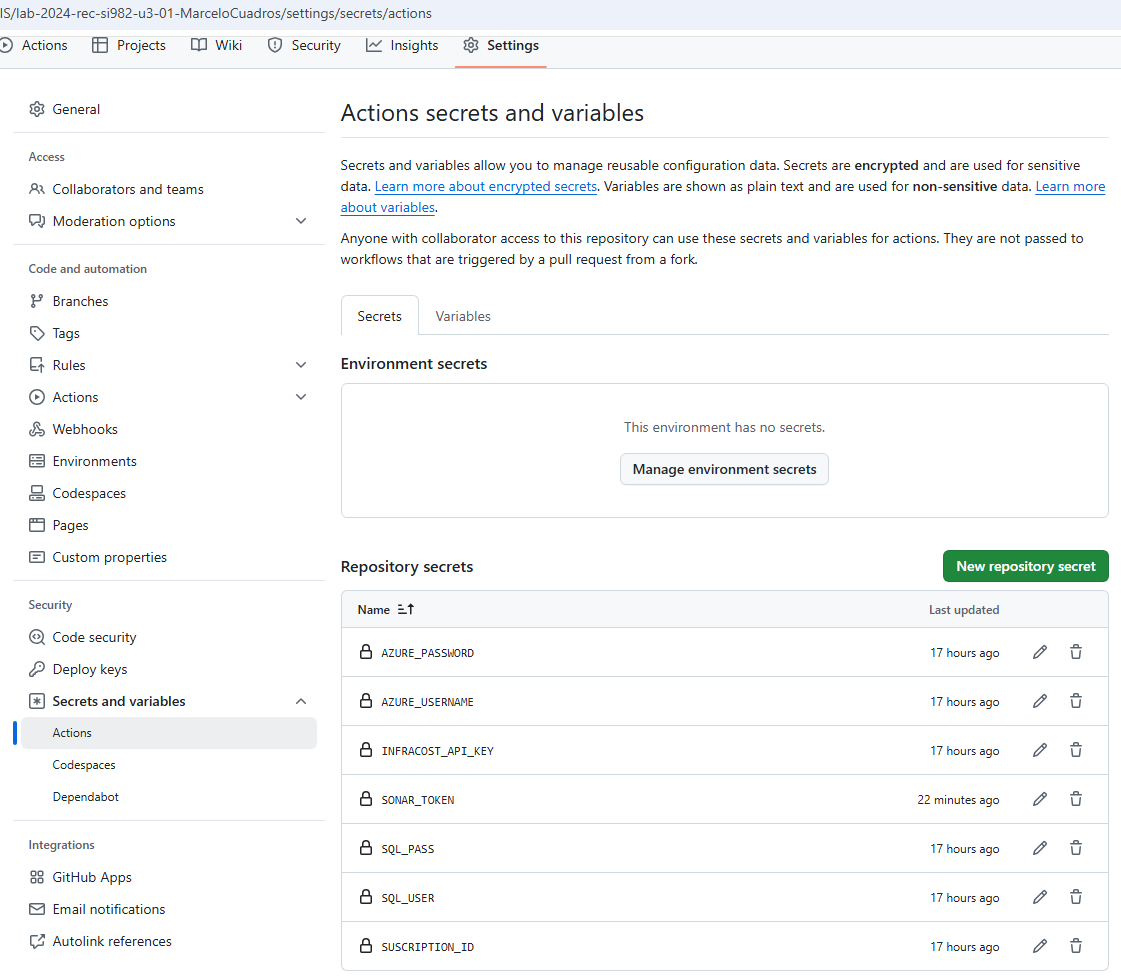 IS/lab-2024-rec-si982-u3-01-MarceloCuadros/settings/secrets/actions
Actions Projects Wiki Security Insights Settings
General
Access
Collaborators and teams
Moderation options
Code and automation
Branches
Tags
Rules
Actions
Webhooks
Environments
Codespaces
Pages
Custom properties
Security
Code security
Deploy keys
Secrets and variables
Actions
Codespaces
Dependabot
Integrations
GitHub Apps
Email notifications
Autolink references
Actions secrets and variables
Secrets and variables allow you to manage reusable configuration data. Secrets are encrypted and are used for sensitive
data. Learn more about encrypted secrets. Variables are shown as plain text and are used for non-sensitive data. Learn more
about variables.
Anyone with collaborator access to this repository can use these secrets and variables for actions. They are not passed to
workflows that are triggered by a pull request from a fork.
Secrets Variables
Environment secrets
This environment has no secrets.
Manage environment secrets
Repository secrets New repository secret
Name Last updated
AZURE_PASSWORD 17 hours ago
AZURE_USERNAME 17 hours ago
INFRACOST_API_KEY 17 hours ago
SONAR_TOKEN 22 minutes ago
SQL_PASS 17 hours ago
SQL_USER 17 hours ago
SUSCRIPTION_ID 17 hours ago